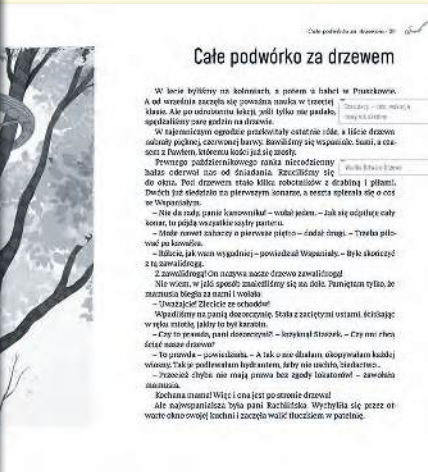 Całe podwórko za drzewem • 39
Całe podwórko za drzewem
W lecie byliśmy na koloniach, a potem u babci w Pruszkowie.
A od września zaczęła się poważna nauka w trzeciej
klasie. Ale po odrobieniu lekcji, jeśli tylko nie padało,
spędzaliśmy parę godzin na drzewie.
W tajemniczym ogrodzie przekwitały ostatnie róże, a liście drzewa
nabrały pięknej, czerwonej barwy. Bawiliśmy się wspaniale. Sami, a cza-
sem z Pawłem, któremu kości już się zrosły.
Pewnego październikowego ranka niecodzienny
hałas oderwał nas od śniadania. Rzuciliśmy się
do okna. Pod drzewem stało kilku robotników z drabiną i piłami.
Dwóch już siedziało na pierwszym konarze, a reszta spierała się o coś
ze Wspaniałym.
– Nie da rady, panie kanowniku! – wołał jeden. – Jak się odpiłuje cały
konar, to pójdą wszystkie szyby parteru.
– Może nawet zahaczy o pierwsze piętro – dodał drugi. – Trzeba piło-
wać po kawałku.
– Róbcie, jak wam wygodniej – powiedział Wspaniały. – Byle skończyć
z tą zawalidrogą.
Z zawalidrogą! On nazywa nasze drzewo zawalidrogą!
Nie wiem, w jaki sposób znaleźliśmy się na dole. Pamiętam tylko, że
mamusia biegła za nami i wołała:
– Uważajcie! Zlecicie ze schodów!
Wpadliśmy na panią dozorczynię. Stała z zaciętymi ustami, ściskając
w ręku miotłę, jakby to był karabin.
– Czy to prawda, pani dozorczyni? – krzyknął Staszek. – Czy oni chcą
ściąć nasze drzewo?
– To prawda – powiedziała. – A tak o nie dbałam, okopywałam każdej
wiosny. Tak je podlewałam hydrantem, żeby nie uschło, biedactwo...
– Przecież chyba nie mają prawa bez zgody lokatorów! – zawołała
mamusia.
Kochana mama! Więc i ona jest po stronie drzewa!
Ale najwspanialsza była pani Rachlińska. Wychyliła się przez ot-
warte okno swojej kuchni i zaczęła walić tłuczkiem w patelnię.